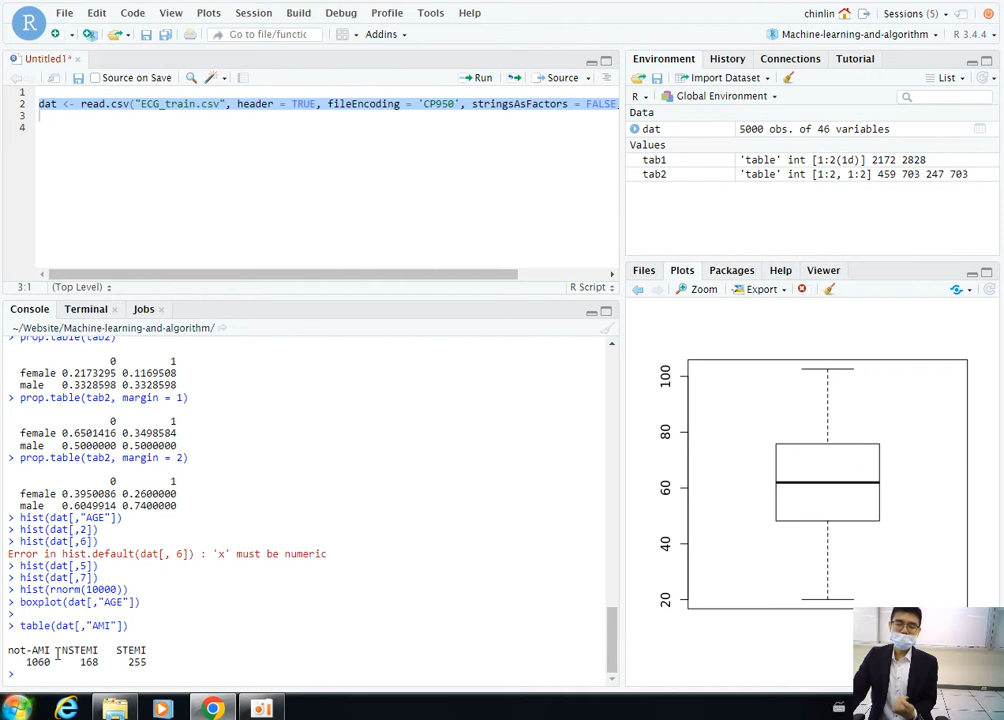 File Edit Code View Plots Session Build Debug Profile Tools Help
chinlin Sessions (5)
Go to file/functic Addins
Machine-learning-and-algorithm R 3.4.4
Untitled1*
Source on Save Run Source
1
2 dat <- read.csv("ECG_train.csv", header = TRUE, fileEncoding = 'CP950', stringsAsFactors = FALSE
3
4
3:1 (Top Level) R Script
Console Terminal Jobs
~/Website/Machine-learning-and-algorithm/
> prop.table(tab2)
0 1
female 0.2173295 0.1169508
male 0.3328598 0.3328598
> prop.table(tab2, margin = 1)
0 1
female 0.6501416 0.3498584
male 0.5000000 0.5000000
> prop.table(tab2, margin = 2)
0 1
female 0.3950086 0.2600000
male 0.6049914 0.7400000
> hist(dat[,"AGE"])
> hist(dat[,2])
> hist(dat[,6])
Error in hist.default(dat[, 6]) : 'x' must be numeric
> hist(dat[,5])
> hist(dat[,7])
> hist(rnorm(10000))
> boxplot(dat[,"AGE"])
>
> table(dat[,"AMI"])
not-AMI NSTEMI STEMI
1060 168 255
>
Environment History Connections Tutorial
Import Dataset List
R Global Environment
Data
dat 5000 obs. of 46 variables
Values
tab1 'table' int [1:2(1d)] 2172 2828
tab2 'table' int [1:2, 1:2] 459 703 247 703
Files Plots Packages Help Viewer
Zoom Export
100
80
60
40
20